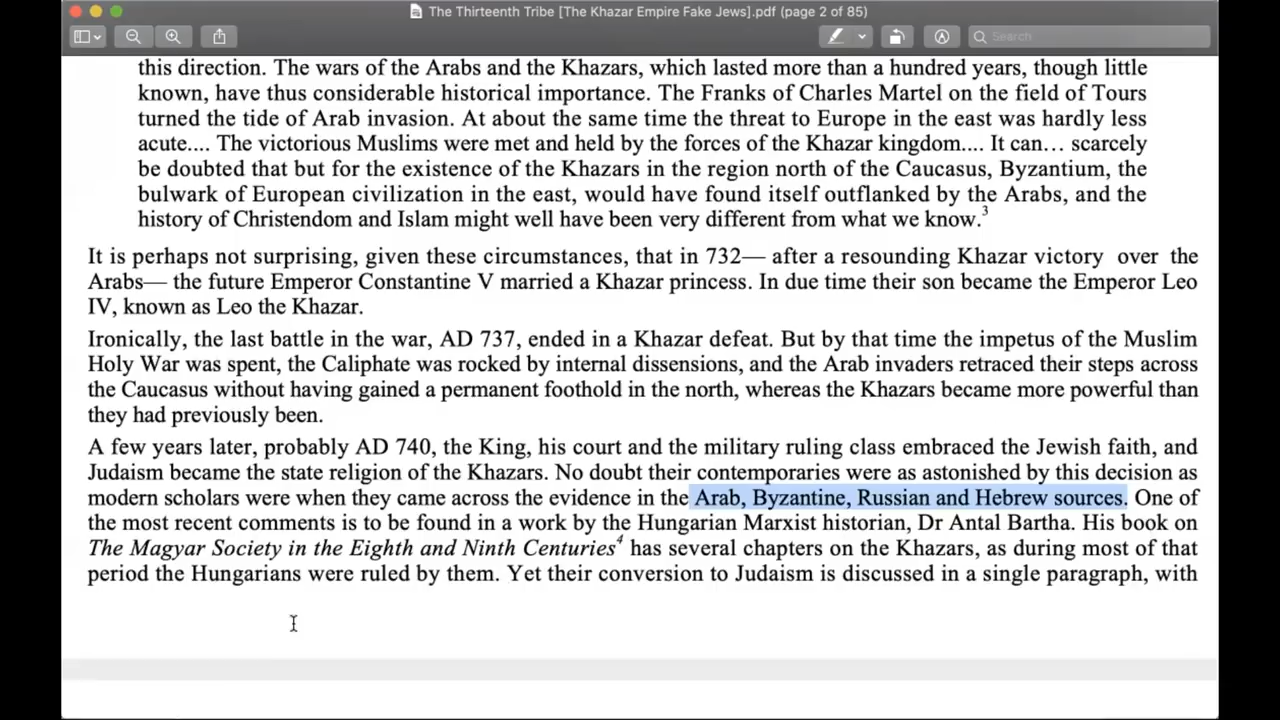 The Thirteenth Tribe [The Khazar Empire Fake Jews].pdf (page 2 of 85)
Search
this direction. The wars of the Arabs and the Khazars, which lasted more than a hundred years, though little
known, have thus considerable historical importance. The Franks of Charles Martel on the field of Tours
turned the tide of Arab invasion. At about the same time the threat to Europe in the east was hardly less
acute.... The victorious Muslims were met and held by the forces of the Khazar kingdom.... It can… scarcely
be doubted that but for the existence of the Khazars in the region north of the Caucasus, Byzantium, the
bulwark of European civilization in the east, would have found itself outflanked by the Arabs, and the
history of Christendom and Islam might well have been very different from what we know.3
It is perhaps not surprising, given these circumstances, that in 732— after a resounding Khazar victory over the
Arabs— the future Emperor Constantine V married a Khazar princess. In due time their son became the Emperor Leo
IV, known as Leo the Khazar.
Ironically, the last battle in the war, AD 737, ended in a Khazar defeat. But by that time the impetus of the Muslim
Holy War was spent, the Caliphate was rocked by internal dissensions, and the Arab invaders retraced their steps across
the Caucasus without having gained a permanent foothold in the north, whereas the Khazars became more powerful than
they had previously been.
A few years later, probably AD 740, the King, his court and the military ruling class embraced the Jewish faith, and
Judaism became the state religion of the Khazars. No doubt their contemporaries were as astonished by this decision as
modern scholars were when they came across the evidence in the Arab, Byzantine, Russian and Hebrew sources. One of
the most recent comments is to be found in a work by the Hungarian Marxist historian, Dr Antal Bartha. His book on
The Magyar Society in the Eighth and Ninth Centuries4 has several chapters on the Khazars, as during most of that
period the Hungarians were ruled by them. Yet their conversion to Judaism is discussed in a single paragraph, with